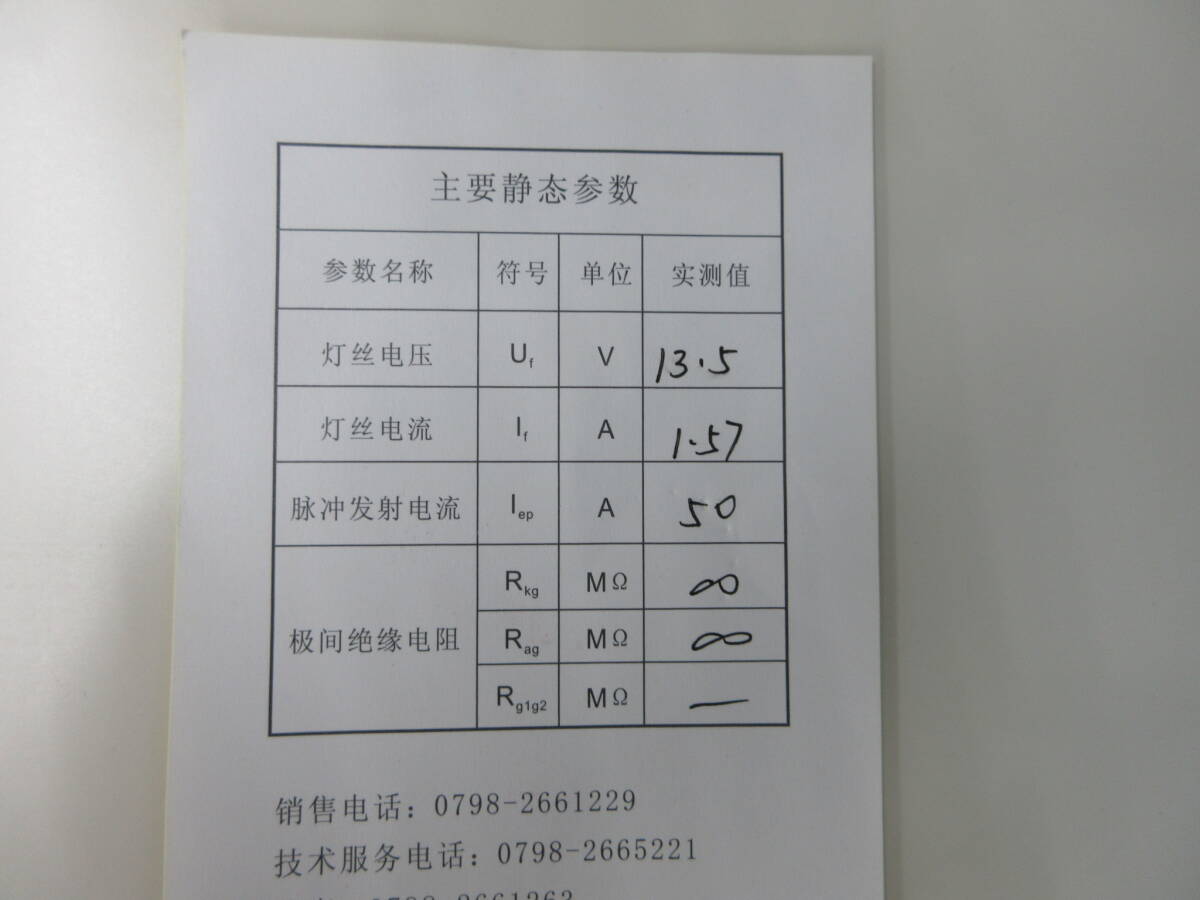 主要静态参数
参数名称 符号 单位 实测值
灯丝电压 Uf V 13.5
灯丝电流 If A 1.57
脉冲发射电流 Iep A 50
极间绝缘电阻 Rkg MΩ ∞
Rag MΩ ∞
Rg1g2 MΩ —
销售电话：0798-2661229
技术服务电话：0798-2665221